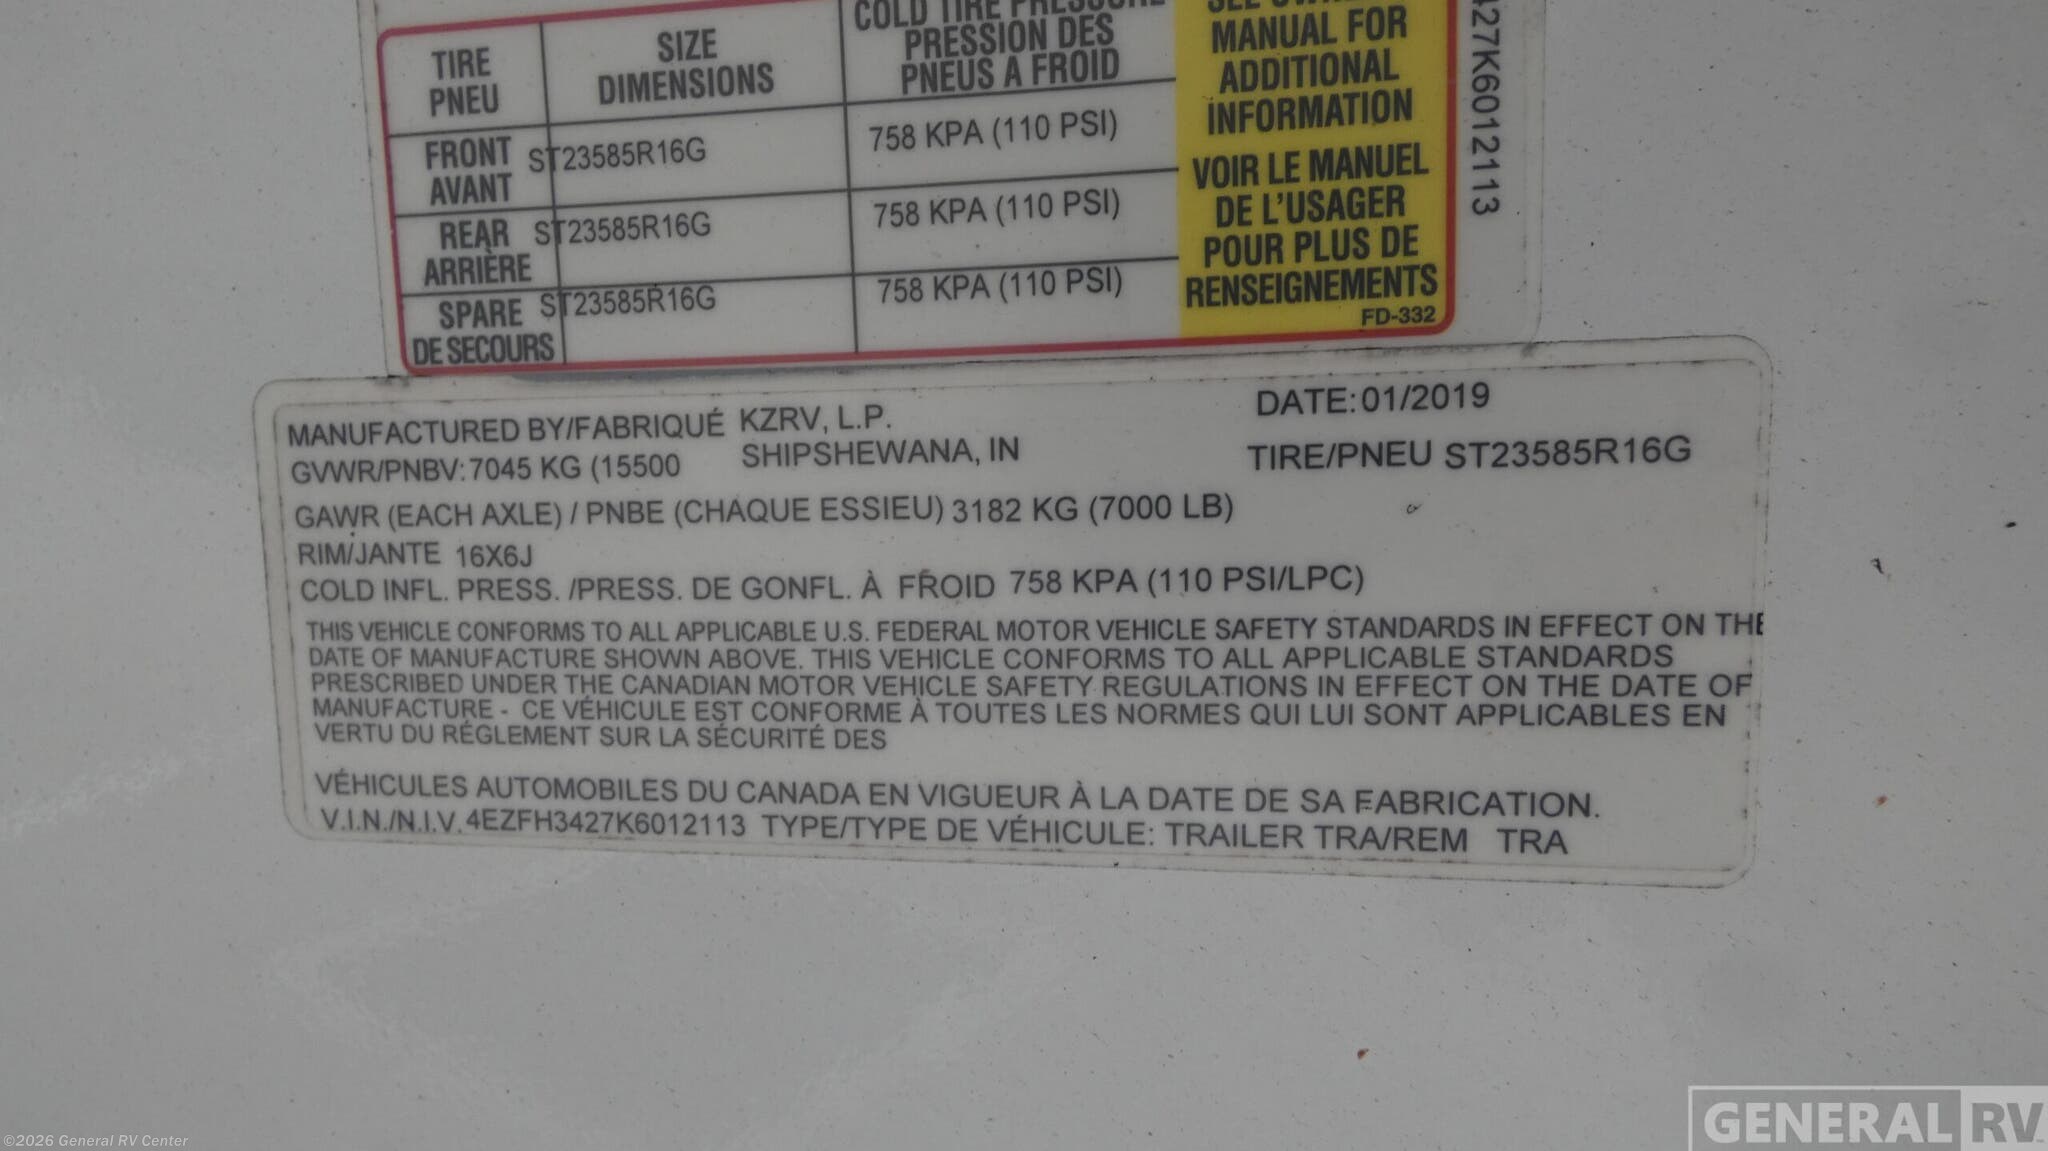 TIRE
PNEU
SIZE
DIMENSIONS
COLD TIRE PRESSURE
PRESSION DES
PNEUS A FROID
FRONT
AVANT
ST23585R16G
758 KPA (110 PSI)
REAR
ARRIÈRE
ST23585R16G
758 KPA (110 PSI)
SPARE
DE SECOURS
ST23585R16G
758 KPA (110 PSI)
MANUAL FOR
ADDITIONAL
INFORMATION
VOIR LE MANUEL
DE L'USAGER
POUR PLUS DE
RENSEIGNEMENTS
FD-332
427K6012113
MANUFACTURED BY/FABRIQUÉ KZRV, L.P.
SHIPSHEWANA, IN
DATE: 01/2019
GVWR/PNBV: 7045 KG (15500
TIRE/PNEU ST23585R16G
GAWR (EACH AXLE) / PNBE (CHAQUE ESSIEU) 3182 KG (7000 LB)
RIM/JANTE 16X6J
COLD INFL. PRESS. /PRESS. DE GONFL. À FROID 758 KPA (110 PSI/LPC)
THIS VEHICLE CONFORMS TO ALL APPLICABLE U.S. FEDERAL MOTOR VEHICLE SAFETY STANDARDS IN EFFECT ON THE
DATE OF MANUFACTURE SHOWN ABOVE. THIS VEHICLE CONFORMS TO ALL APPLICABLE STANDARDS
PRESCRIBED UNDER THE CANADIAN MOTOR VEHICLE SAFETY REGULATIONS IN EFFECT ON THE DATE OF
MANUFACTURE - CE VÉHICULE EST CONFORME À TOUTES LES NORMES QUI LUI SONT APPLICABLES EN
VERTU DU RÉGLEMENT SUR LA SÉCURITÉ DES
VÉHICULES AUTOMOBILES DU CANADA EN VIGUEUR À LA DATE DE SA FABRICATION.
V.I.N./N.I.V. 4EZFH3427K6012113 TYPE/TYPE DE VÉHICULE: TRAILER TRA/REM TRA
©2026 General RV Center
GENERAL RV